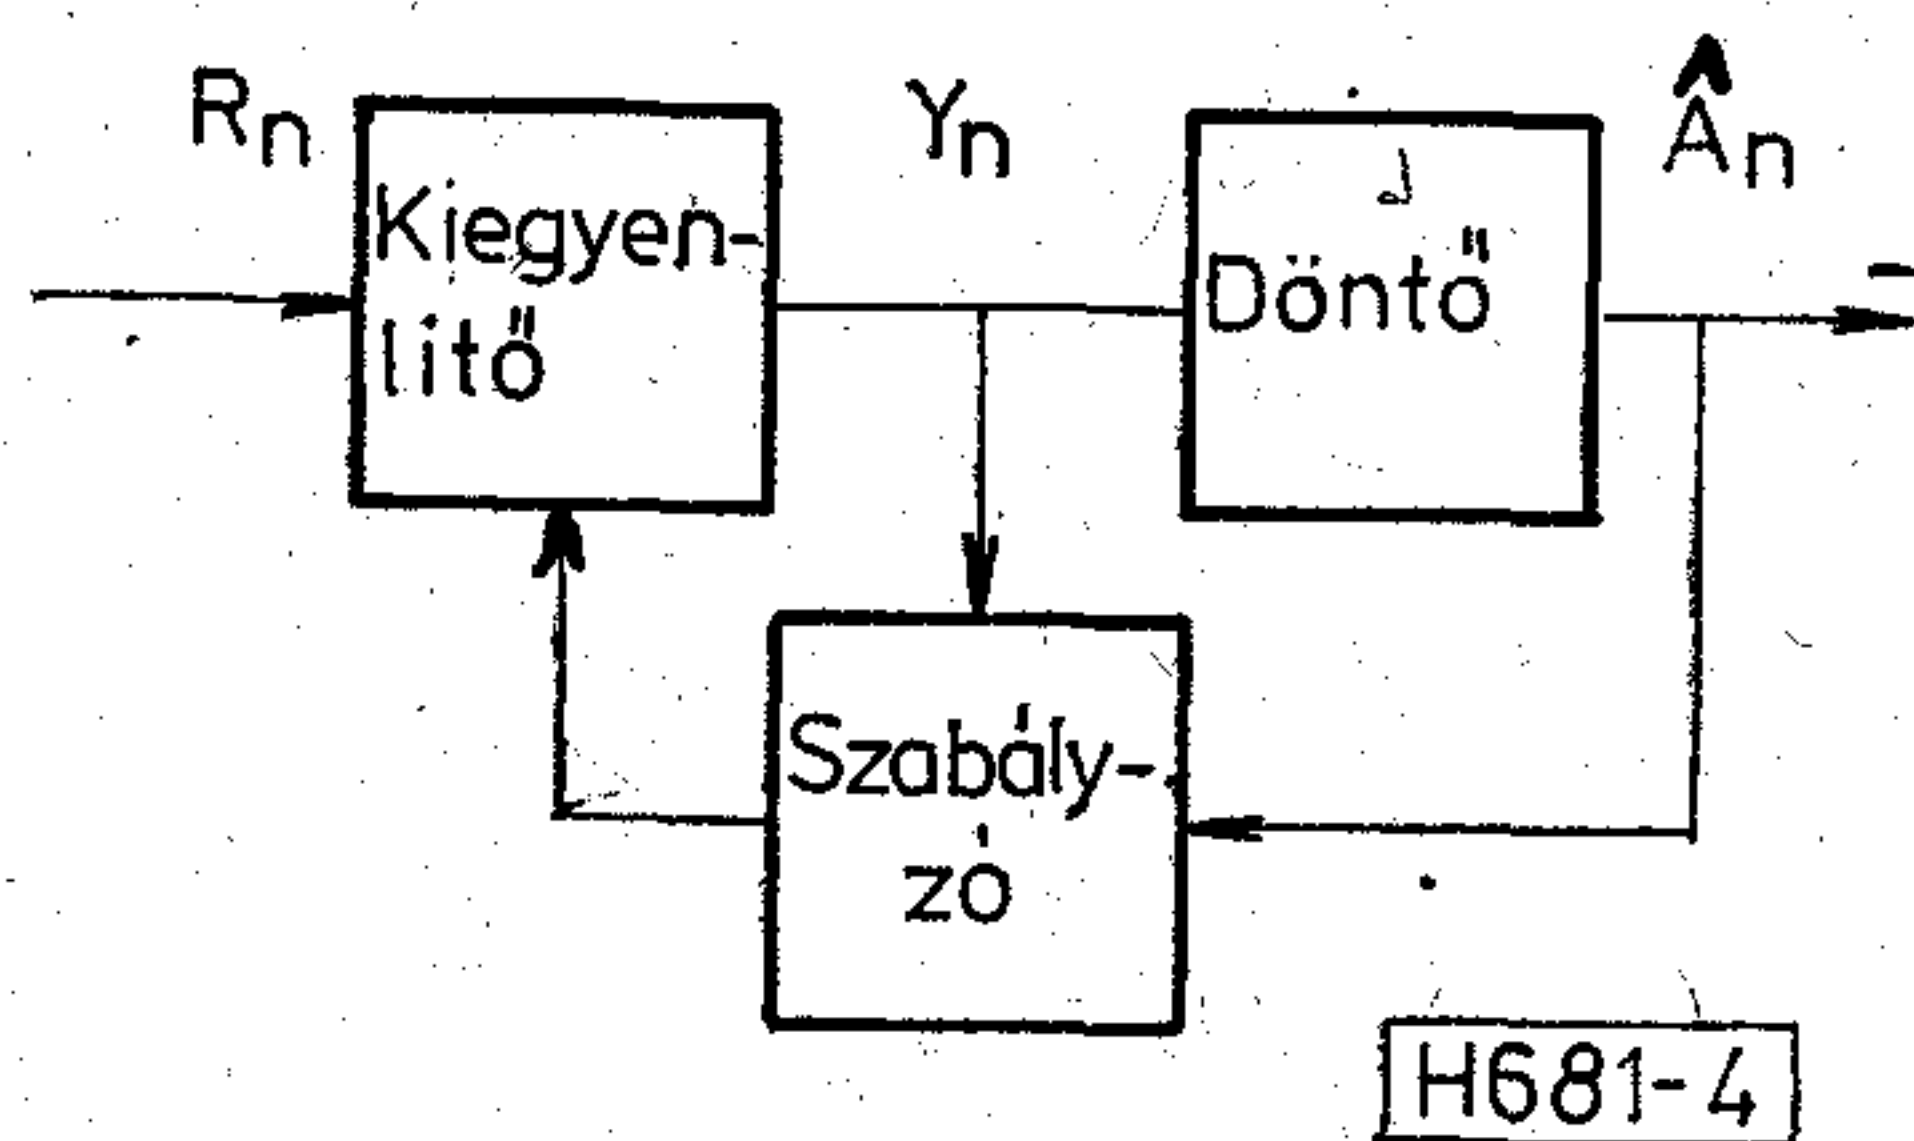 Rn
Yn
Ân
Kiegyen-
lítő
Döntő
Szabály-
zó
H681-4